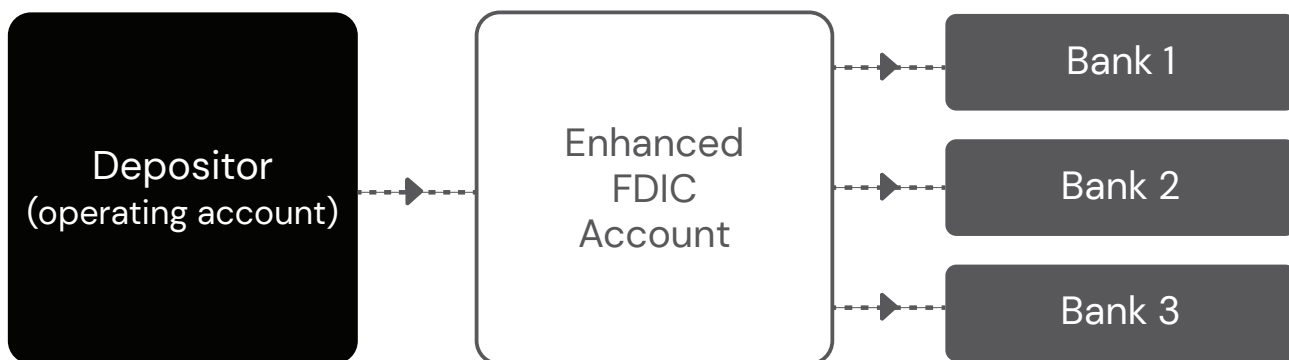 Depositor
(operating account)
Enhanced
FDIC
Account
Bank 1
Bank 2
Bank 3